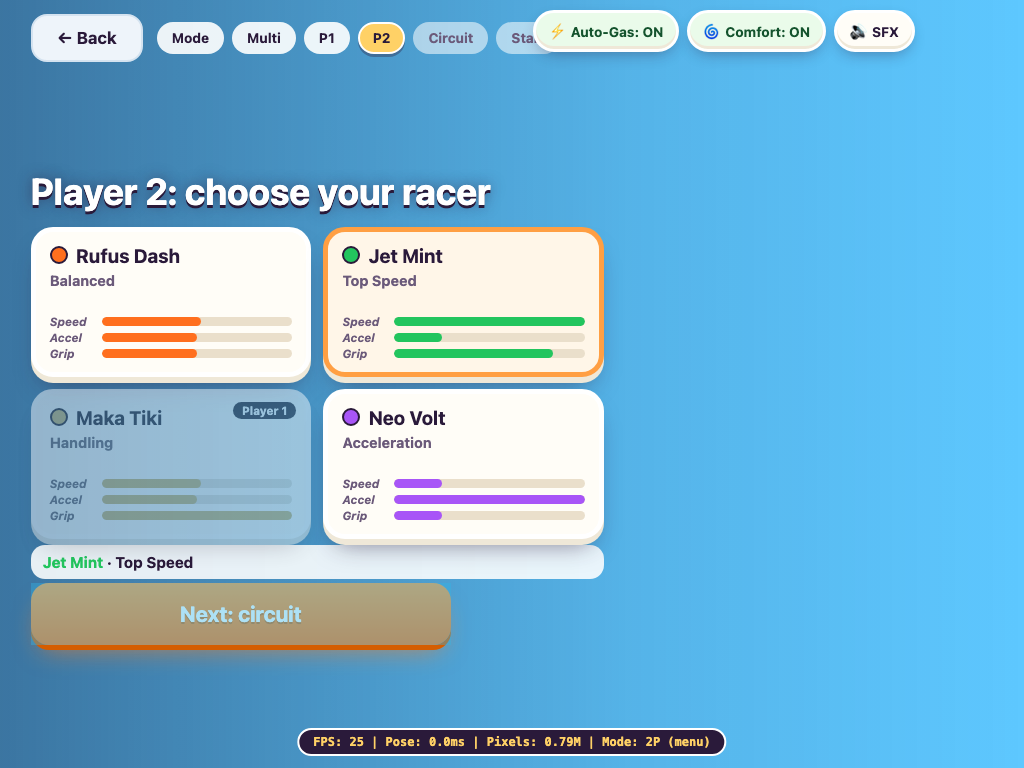 ← Back
Mode
Multi
P1
P2
Circuit
⚡ Auto-Gas: ON
🌀 Comfort: ON
🔈 SFX
Player 2: choose your racer
Rufus Dash
Balanced
Speed
Accel
Grip
Jet Mint
Top Speed
Speed
Accel
Grip
Maka Tiki
Player 1
Handling
Speed
Accel
Grip
Neo Volt
Acceleration
Speed
Accel
Grip
Jet Mint · Top Speed
Next: circuit
FPS: 25 | Pose: 0.0ms | Pixels: 0.79M | Mode: 2P (menu)